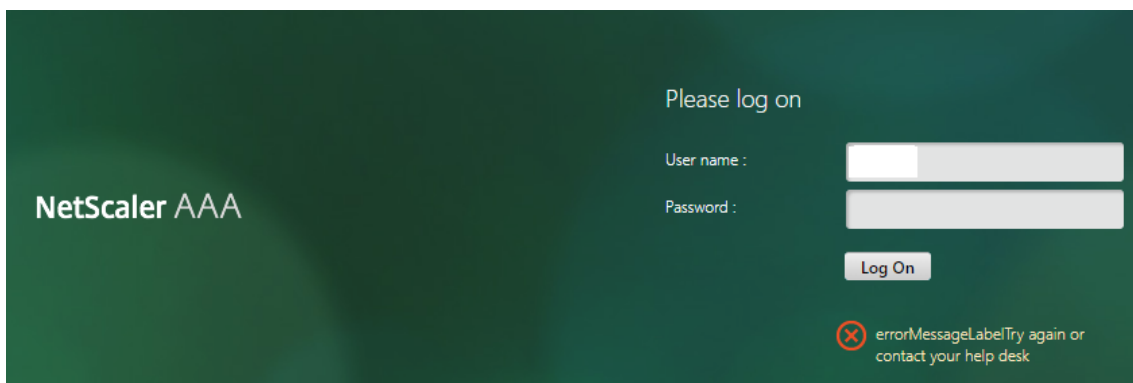 Please log on
User name :
NetScaler AAA
Password :
Log On
errorMessageLabelTry again or
contact your help desk